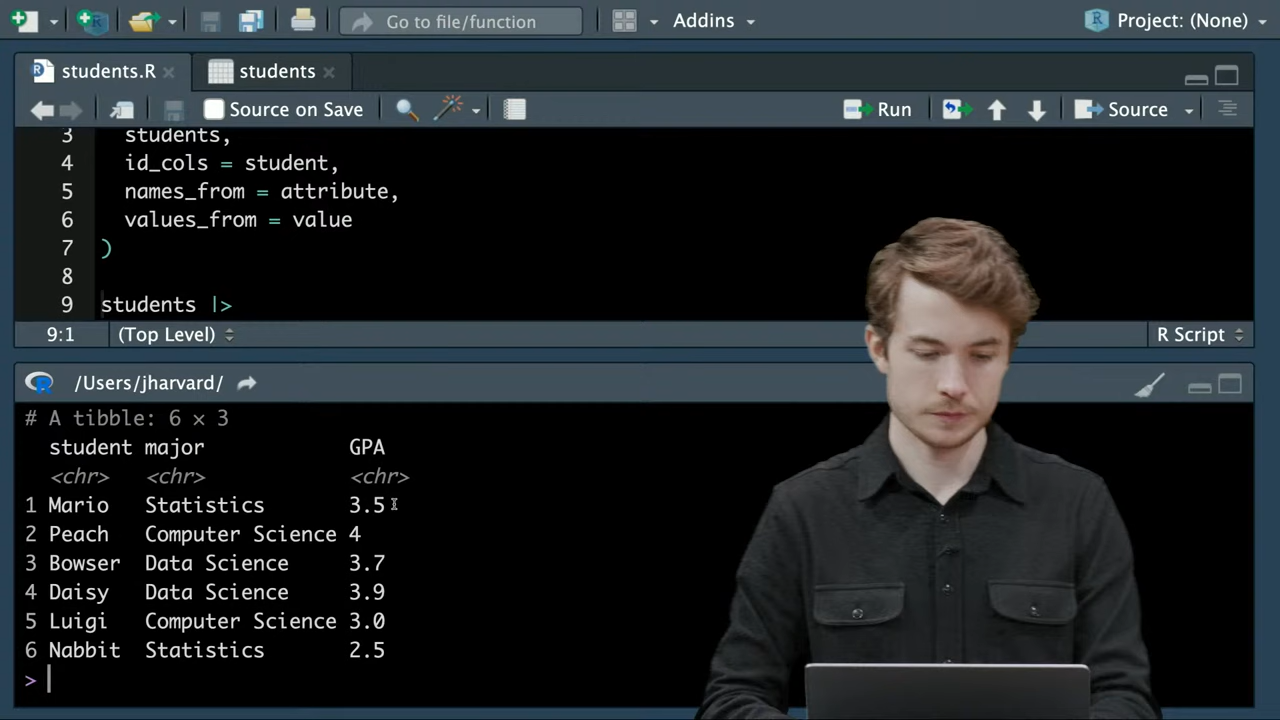 Go to file/function
Addins
Project: (None)
students.R
students
Source on Save
Run
Source
3 students,
4 id_cols = student,
5 names_from = attribute,
6 values_from = value
7 )
8
9 students |>
9:1
(Top Level)
R Script
/Users/jharvard/
# A tibble: 6 × 3
student major GPA
<chr> <chr> <chr>
1 Mario Statistics 3.5
2 Peach Computer Science 4
3 Bowser Data Science 3.7
4 Daisy Data Science 3.9
5 Luigi Computer Science 3.0
6 Nabbit Statistics 2.5
>